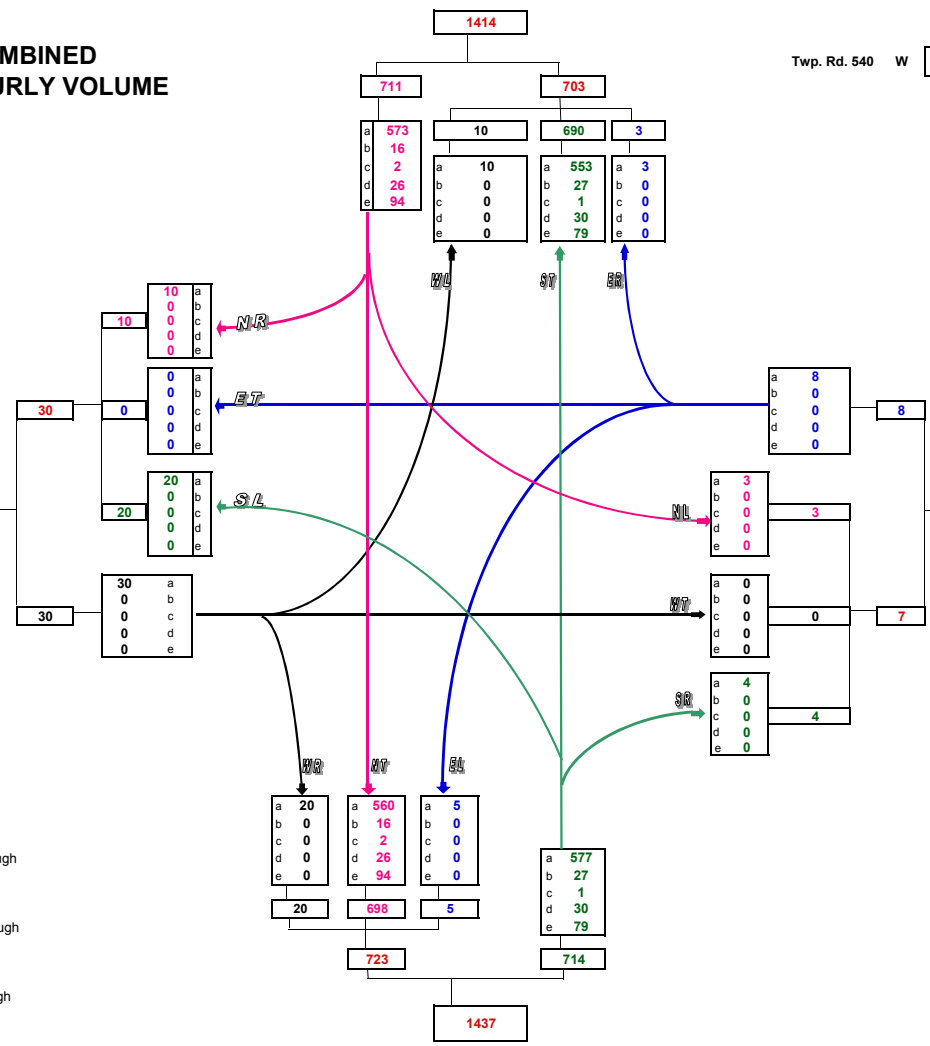 1414
MBINED
URLY VOLUME
Twp. Rd. 540 W
711
703
10
690
3
a 573
b 16
c 2
d 26
e 94
a 10
b 0
c 0
d 0
e 0
a 553
b 27
c 1
d 30
e 79
a 3
b 0
c 0
d 0
e 0
WL
ST
ER
10
10 a
0 b
0 c
0 d
0 e
NR
30
0
0 a
0 b
0 c
0 d
0 e
ET
a 8
b 0
c 0
d 0
e 0
8
20
20 a
0 b
0 c
0 d
0 e
SL
NL
a 3
b 0
c 0
d 0
e 0
3
30
30 a
0 b
0 c
0 d
0 e
WT
a 0
b 0
c 0
d 0
e 0
0
7
SR
a 4
b 0
c 0
d 0
e 0
4
WR
NT
EL
a 20
b 0
c 0
d 0
e 0
a 560
b 16
c 2
d 26
e 94
a 5
b 0
c 0
d 0
e 0
a 577
b 27
c 1
d 30
e 79
ugh
20
698
5
ugh
723
714
gh
1437